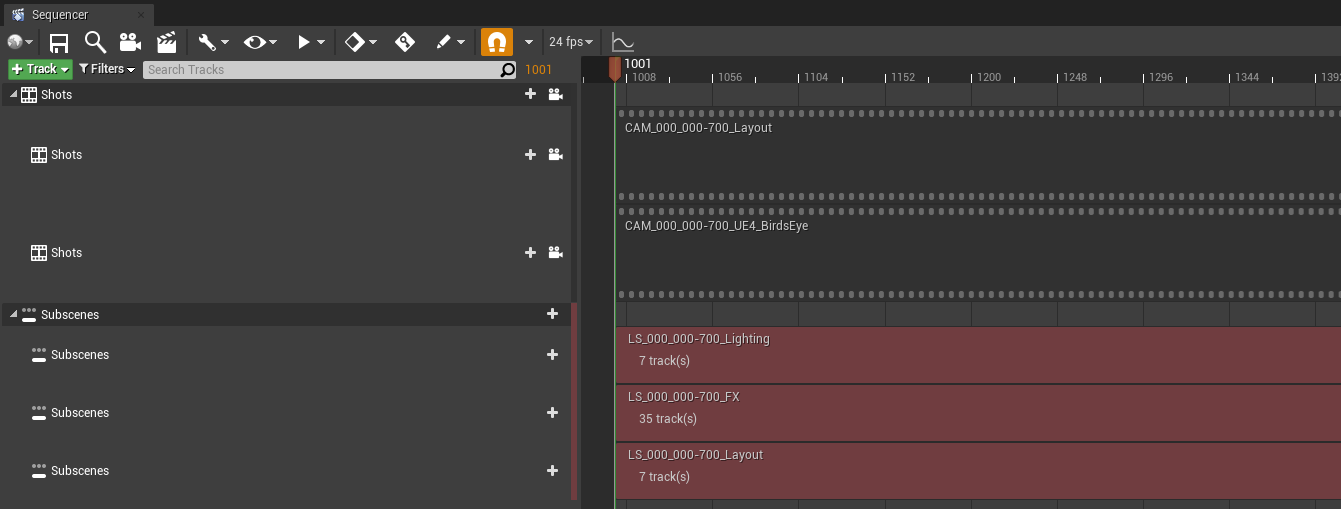 Sequencer
24 fps
Track Filters Search Tracks 1001
1001
1008 1056 1104 1152 1200 1248 1296 1344 1392
Shots
Shots
CAM_000_000-700_Layout
Shots
CAM_000_000-700_UE4_BirdsEye
Subscenes
Subscenes
LS_000_000-700_Lighting
7 track(s)
Subscenes
LS_000_000-700_FX
35 track(s)
Subscenes
LS_000_000-700_Layout
7 track(s)